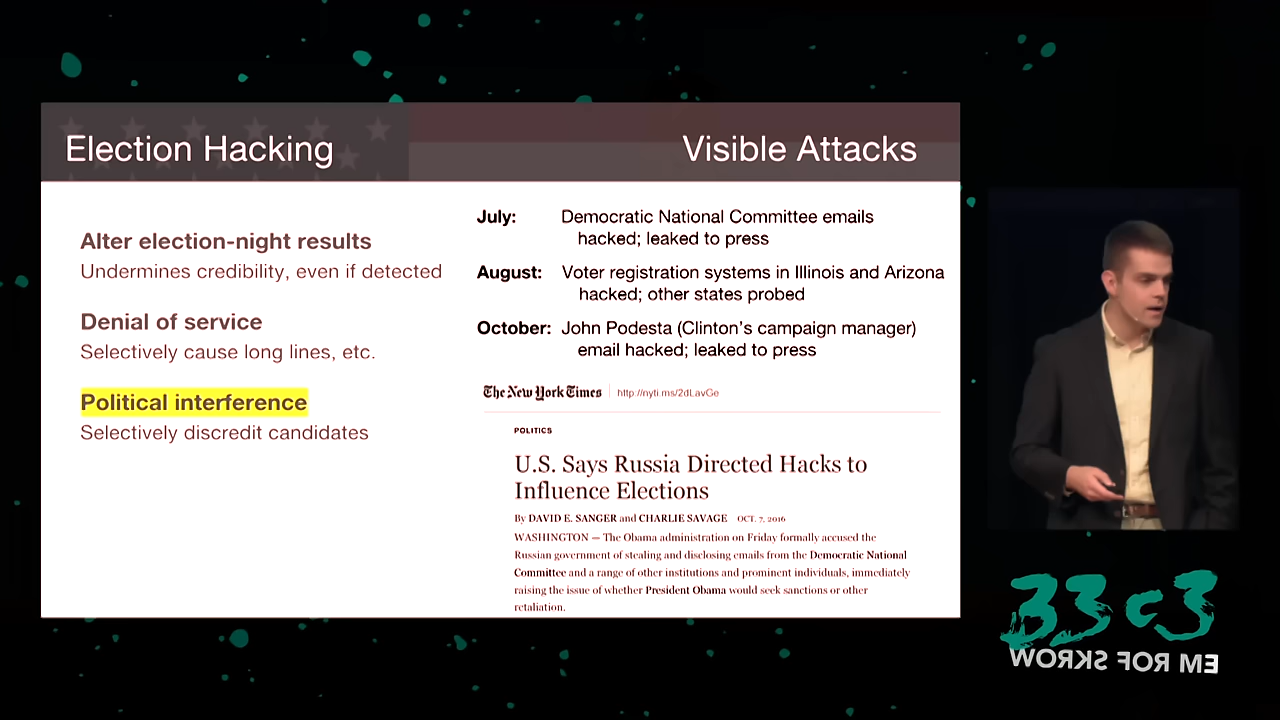 Election Hacking
Visible Attacks
Alter election-night results
Undermines credibility, even if detected
Denial of service
Selectively cause long lines, etc.
Political interference
Selectively discredit candidates
July: Democratic National Committee emails
hacked; leaked to press
August: Voter registration systems in Illinois and Arizona
hacked; other states probed
October: John Podesta (Clinton's campaign manager)
email hacked; leaked to press
The New York Times http://nyti.ms/2dLavGe
POLITICS
U.S. Says Russia Directed Hacks to
Influence Elections
By DAVID E. SANGER and CHARLIE SAVAGE OCT. 7, 2016
WASHINGTON — The Obama administration on Friday formally accused the
Russian government of stealing and disclosing emails from the Democratic National
Committee and a range of other institutions and prominent individuals, immediately
raising the issue of whether President Obama would seek sanctions or other
retaliation.
33c3
WORKS FOR ME